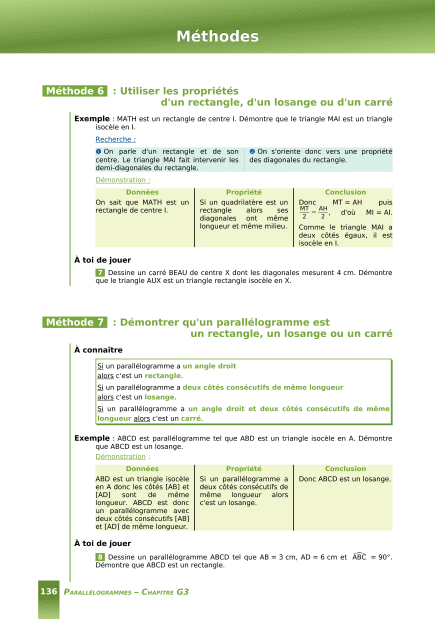 Méthodes
Méthode 6 : Utiliser les propriétés
d'un rectangle, d'un losange ou d'un carré
Exemple : MATH est un rectangle de centre I. Démontre que le triangle MAI est un triangle
isocèle en I.
Recherche :
❶ On parle d'un rectangle et de son
centre. Le triangle MAI fait intervenir les
demi-diagonales du rectangle.
❷ On s'oriente donc vers une propriété
des diagonales du rectangle.
Démonstration :
Données
On sait que MATH est un
rectangle de centre I.
Propriété
Si un quadrilatère est un
rectangle alors ses
diagonales ont même
longueur et même milieu.
Conclusion
Donc MT = AH puis
MT/2 = AH/2, d'où MI = AI.
Comme le triangle MAI a
deux côtés égaux, il est
isocèle en I.
À toi de jouer
7 Dessine un carré BEAU de centre X dont les diagonales mesurent 4 cm. Démontre
que le triangle AUX est un triangle rectangle isocèle en X.
Méthode 7 : Démontrer qu'un parallélogramme est
un rectangle, un losange ou un carré
À connaître
Si un parallélogramme a un angle droit
alors c'est un rectangle.
Si un parallélogramme a deux côtés consécutifs de même longueur
alors c'est un losange.
Si un parallélogramme a un angle droit et deux côtés consécutifs de même
longueur alors c'est un carré.
Exemple : ABCD est parallélogramme tel que ABD est un triangle isocèle en A. Démontre
que ABCD est un losange.
Démonstration :
Données
ABD est un triangle isocèle
en A donc les côtés [AB] et
[AD] sont de même
longueur. ABCD est donc
un parallélogramme avec
deux côtés consécutifs [AB]
et [AD] de même longueur.
Propriété
Si un parallélogramme a
deux côtés consécutifs de
même longueur alors
c'est un losange.
Conclusion
Donc ABCD est un losange.
À toi de jouer
8 Dessine un parallélogramme ABCD tel que AB = 3 cm, AD = 6 cm et ABC = 90°.
Démontre que ABCD est un rectangle.
136 Parallélogrammes – Chapitre G3